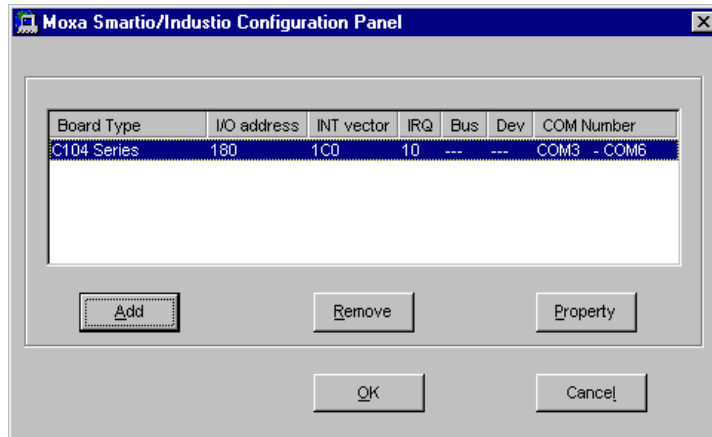 Moxa Smartio/Industio Configuration Panel
Board Type I/O address INT vector IRQ Bus Dev COM Number
C104 Series 180 1C0 10 --- --- COM3 - COM6
Add Remove Property
OK Cancel